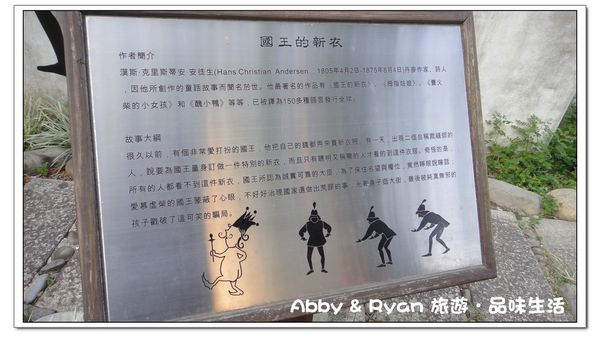 國王的新衣
作者簡介
漢斯·克里斯蒂安·安徒生(Hans Christian Andersen，1805年4月2日-1875年8月4日)丹麥作家、詩人
，因他所創作的童話故事而聞名於世。他最著名的作品有《國王的新衣》、《拇指姑娘》、《賣火
柴的小女孩》和《醜小鴨》等等，已被譯為150多種語言發行全球。
故事大綱
很久以前，有個非常愛打扮的國王，他把自己的錢都用來買新衣服。有一天，出現二個自稱裁縫師的
人，說要為國王量身訂做一件特別的新衣，而且只有聰明又稱職的人才看的到這件衣服。奇怪的是，
所有的人都看不到這件新衣，國王所認為誠實可靠的大臣，為了保住名望與權位，竟然睜眼說瞎話，
愛慕虛榮的國王蒙蔽了心眼，不好好治理國家還做出荒謬的事，光著身子逛大街，最後被純真無邪的
孩子戳破了這可笑的騙局。
Abby & Ryan 旅遊·品味生活